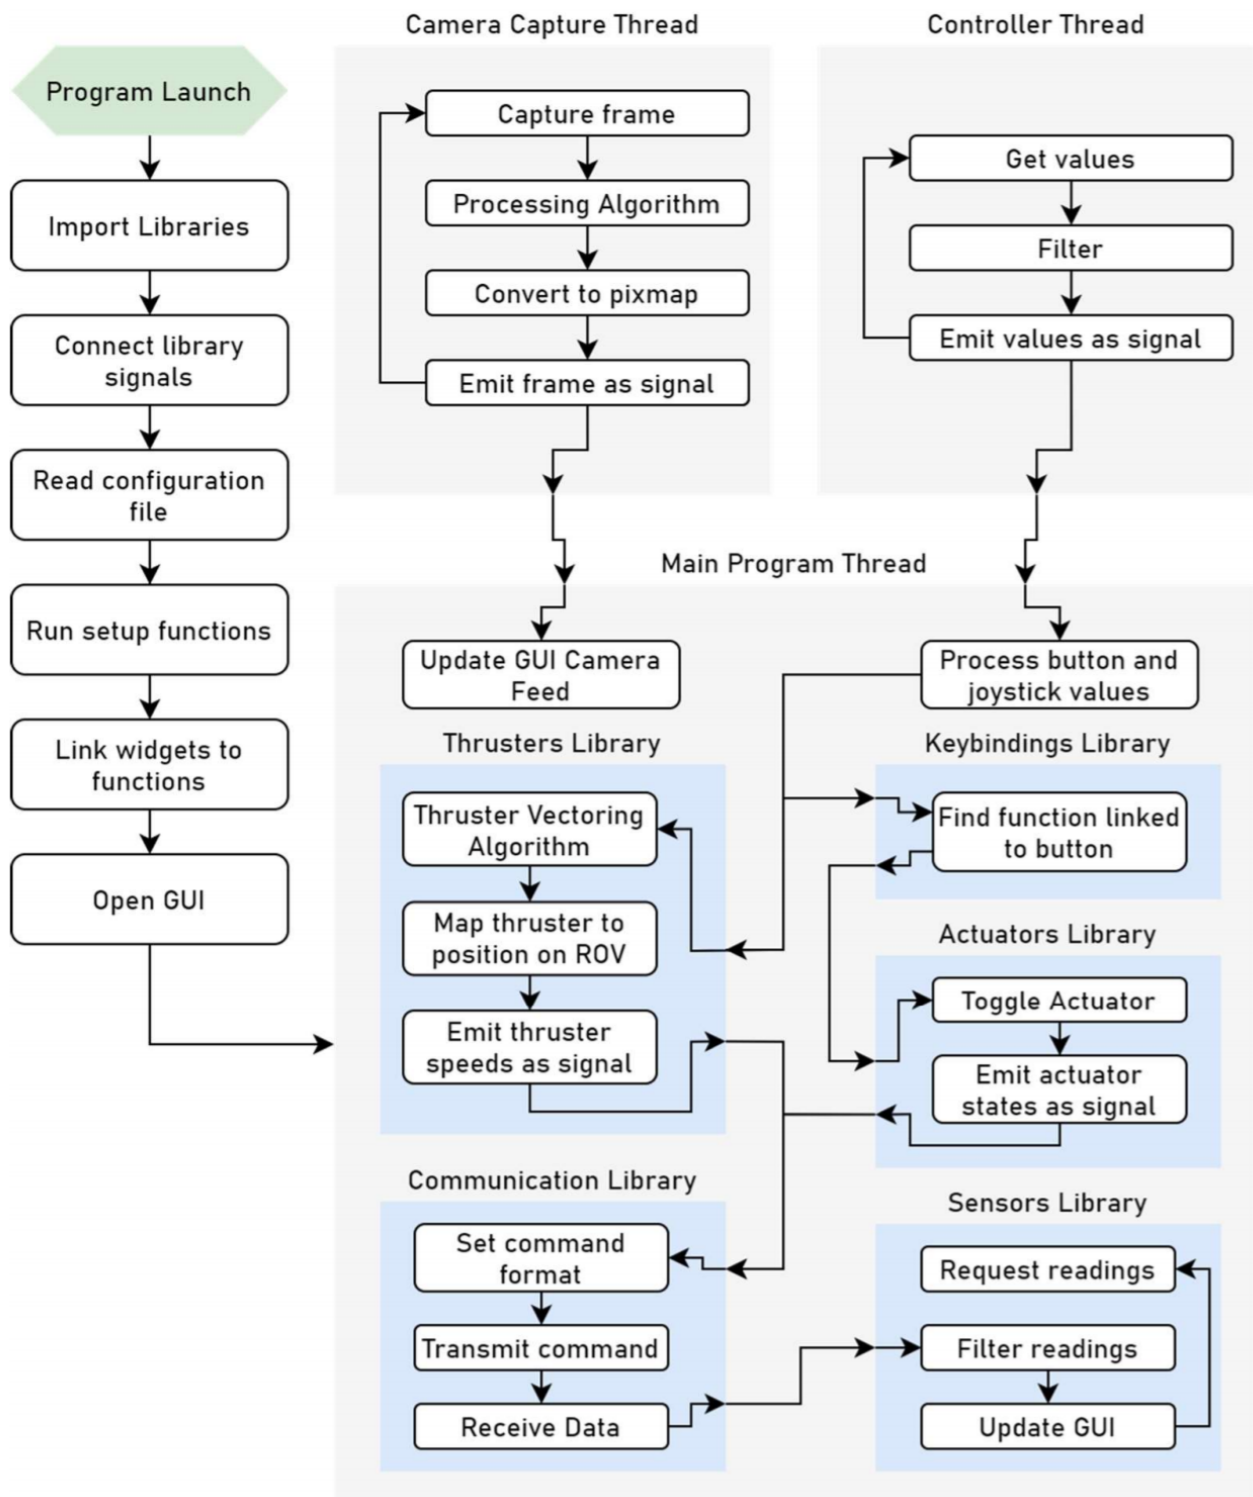 Program Launch
Import Libraries
Connect library
signals
Read configuration
file
Run setup functions
Link widgets to
functions
Open GUI
Camera Capture Thread
Capture frame
Processing Algorithm
Convert to pixmap
Emit frame as signal
Controller Thread
Get values
Filter
Emit values as signal
Main Program Thread
Update GUI Camera
Feed
Process button and
joystick values
Thrusters Library
Thruster Vectoring
Algorithm
Map thruster to
position on ROV
Emit thruster
speeds as signal
Keybindings Library
Find function linked
to button
Actuators Library
Toggle Actuator
Emit actuator
states as signal
Communication Library
Set command
format
Transmit command
Receive Data
Sensors Library
Request readings
Filter readings
Update GUI